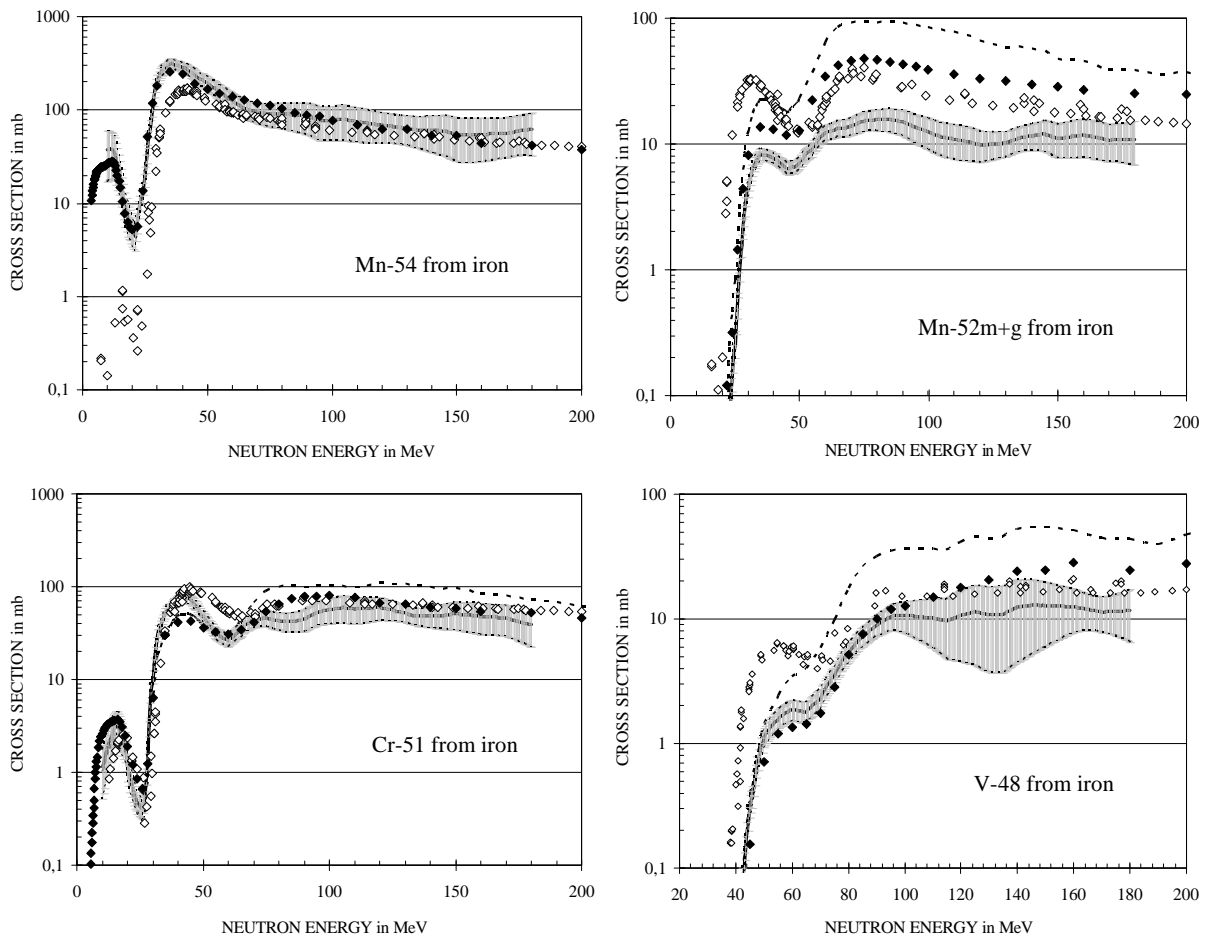 1000
100
10
1
0,1
CROSS SECTION in mb
Mn-54 from iron
0 50 100 150 200
NEUTRON ENERGY in MeV
100
10
1
0,1
CROSS SECTION in mb
Mn-52m+g from iron
0 50 100 150 200
NEUTRON ENERGY in MeV
1000
100
10
1
0,1
CROSS SECTION in mb
Cr-51 from iron
0 50 100 150 200
NEUTRON ENERGY in MeV
100
10
1
0,1
CROSS SECTION in mb
V-48 from iron
20 40 60 80 100 120 140 160 180 200
NEUTRON ENERGY in MeV